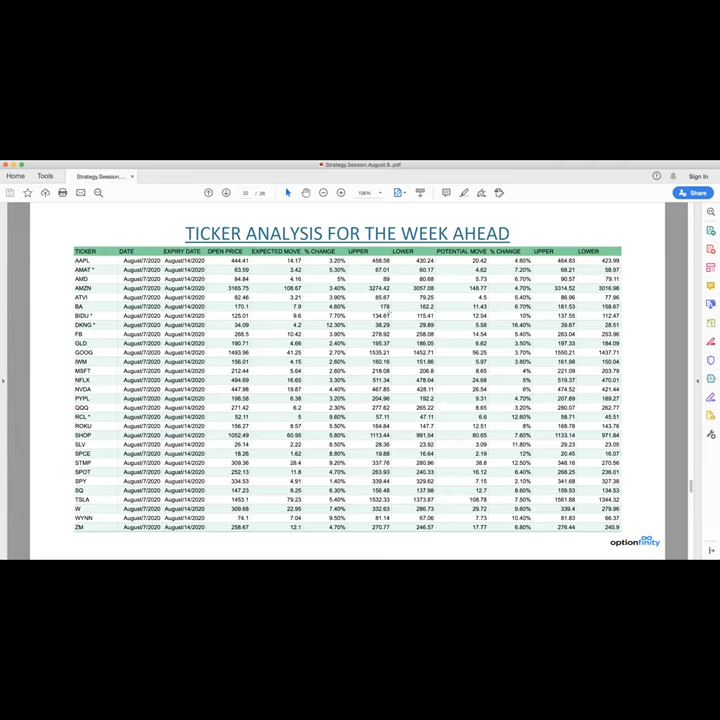 Strategy.Session.August.9..pdf
Home Tools Strategy.Session.... × Sign In
22 / 26 108% Share
TICKER ANALYSIS FOR THE WEEK AHEAD
TICKER DATE EXPIRY DATE OPEN PRICE EXPECTED MOVE % CHANGE UPPER LOWER POTENTIAL MOVE % CHANGE UPPER LOWER
AAPL August/7/2020 August/14/2020 444.41 14.17 3.20% 458.58 430.24 20.42 4.60% 464.83 423.99
AMAT * August/7/2020 August/14/2020 63.59 3.42 5.30% 67.01 60.17 4.62 7.20% 68.21 58.97
AMD August/7/2020 August/14/2020 84.84 4.16 5% 89 80.68 5.73 6.70% 90.57 79.11
AMZN August/7/2020 August/14/2020 3165.75 108.67 3.40% 3274.42 3057.08 148.77 4.70% 3314.52 3016.98
ATVI August/7/2020 August/14/2020 82.46 3.21 3.90% 85.67 79.25 4.5 5.40% 86.96 77.96
BA August/7/2020 August/14/2020 170.1 7.9 4.60% 178 162.2 11.43 6.70% 181.53 158.67
BIDU * August/7/2020 August/14/2020 125.01 9.6 7.70% 134.61 115.41 12.54 10% 137.55 112.47
DKNG * August/7/2020 August/14/2020 34.09 4.2 12.30% 38.29 29.89 5.58 16.40% 39.67 28.51
FB August/7/2020 August/14/2020 268.5 10.42 3.90% 278.92 258.08 14.54 5.40% 283.04 253.96
GLD August/7/2020 August/14/2020 190.71 4.66 2.40% 195.37 186.05 6.62 3.50% 197.33 184.09
GOOG August/7/2020 August/14/2020 1493.96 41.25 2.70% 1535.21 1452.71 56.25 3.70% 1550.21 1437.71
IWM August/7/2020 August/14/2020 156.01 4.15 2.60% 160.16 151.86 5.97 3.80% 161.98 150.04
MSFT August/7/2020 August/14/2020 212.44 5.64 2.60% 218.08 206.8 8.65 4% 221.09 203.79
NFLX August/7/2020 August/14/2020 494.69 16.65 3.30% 511.34 478.04 24.68 5% 519.37 470.01
NVDA August/7/2020 August/14/2020 447.98 19.87 4.40% 467.85 428.11 26.54 6% 474.52 421.44
PYPL August/7/2020 August/14/2020 198.58 6.38 3.20% 204.96 192.2 9.31 4.70% 207.89 189.27
QQQ August/7/2020 August/14/2020 271.42 6.2 2.30% 277.62 265.22 8.65 3.20% 280.07 262.77
RCL * August/7/2020 August/14/2020 52.11 5 9.60% 57.11 47.11 6.6 12.60% 58.71 45.51
ROKU August/7/2020 August/14/2020 156.27 8.57 5.50% 164.84 147.7 12.51 8% 168.78 143.76
SHOP August/7/2020 August/14/2020 1052.49 60.95 5.80% 1113.44 991.54 80.65 7.60% 1133.14 971.84
SLV August/7/2020 August/14/2020 26.14 2.22 8.50% 28.36 23.92 3.09 11.80% 29.23 23.05
SPCE August/7/2020 August/14/2020 18.26 1.62 8.80% 19.88 16.64 2.19 12% 20.45 16.07
STMP August/7/2020 August/14/2020 309.36 28.4 9.20% 337.76 280.96 38.8 12.50% 348.16 270.56
SPOT August/7/2020 August/14/2020 252.13 11.8 4.70% 263.93 240.33 16.12 6.40% 268.25 236.01
SPY August/7/2020 August/14/2020 334.53 4.91 1.40% 339.44 329.62 7.15 2.10% 341.68 327.38
SQ August/7/2020 August/14/2020 147.23 9.25 6.30% 156.48 137.98 12.7 8.60% 159.93 134.53
TSLA August/7/2020 August/14/2020 1453.1 79.23 5.40% 1532.33 1373.87 108.78 7.50% 1561.88 1344.32
W August/7/2020 August/14/2020 309.68 22.95 7.40% 332.63 286.73 29.72 9.60% 339.4 279.96
WYNN August/7/2020 August/14/2020 74.1 7.04 9.50% 81.14 67.06 7.73 10.40% 81.83 66.37
ZM August/7/2020 August/14/2020 258.67 12.1 4.70% 270.77 246.57 17.77 6.80% 276.44 240.9
optionfinity